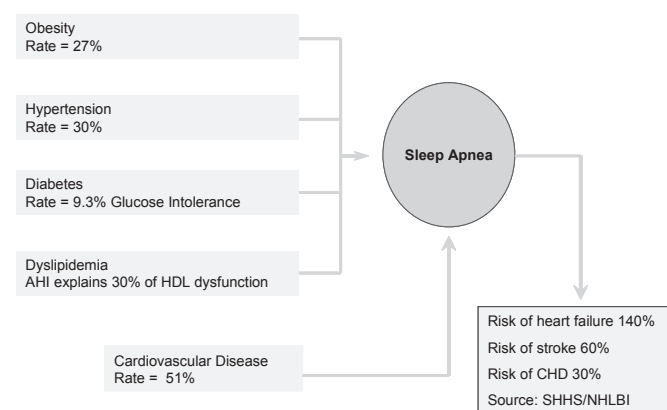 Obesity
Rate = 27%
Hypertension
Rate = 30%
Diabetes
Rate = 9.3% Glucose Intolerance
Dyslipidemia
AHI explains 30% of HDL dysfunction
Cardiovascular Disease
Rate = 51%
Sleep Apnea
Risk of heart failure 140%
Risk of stroke 60%
Risk of CHD 30%
Source: SHHS/NHLBI